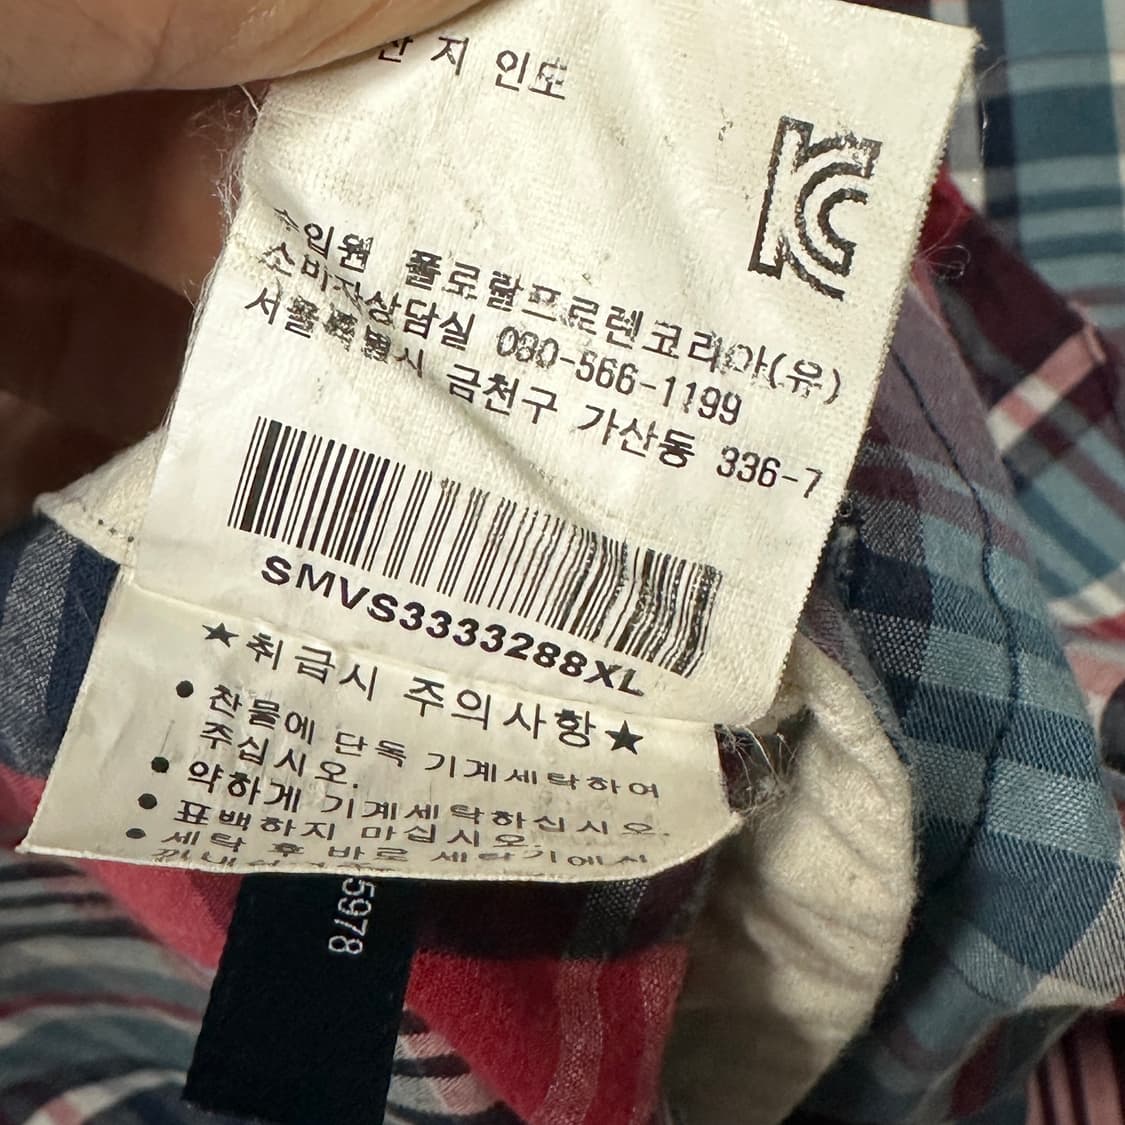 산 지 인도
KC
수입원 폴로랄프로렌코리아(유)
소비자상담실 080-566-1199
서울특별시 금천구 가산동 336-7
SMVS3333288XL
★취급시 주의사항★
● 찬물에 단독 기계세탁하여
주십시오.
● 약하게 기계세탁하십시오.
● 표백하지 마십시오.
● 세탁 후 바로 세탁기에서
5978